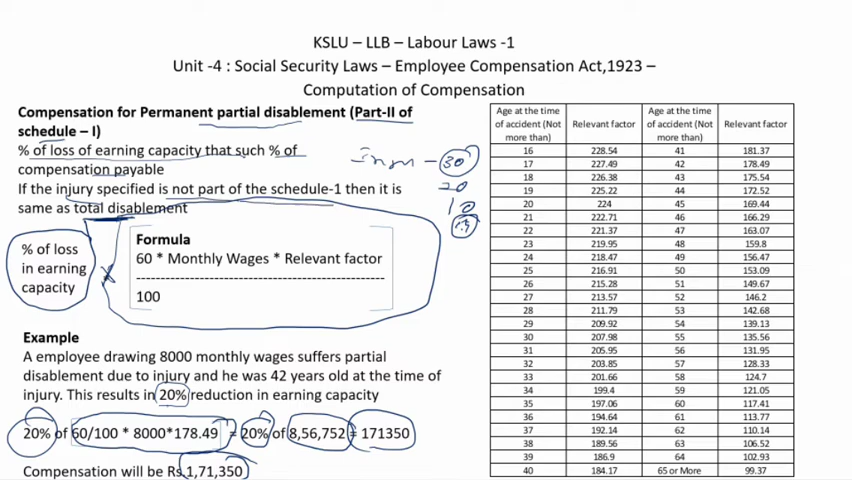 KSLU – LLB – Labour Laws -1
Unit -4 : Social Security Laws – Employee Compensation Act,1923 –
Computation of Compensation
Compensation for Permanent partial disablement (Part-II of
schedule – I)
% of loss of earning capacity that such % of
compensation payable
If the injury specified is not part of the schedule-1 then it is
same as total disablement
30
20
10
% of loss
in earning
capacity
Formula
60 * Monthly Wages * Relevant factor
--------------------------------------------------
100
Example
A employee drawing 8000 monthly wages suffers partial
disablement due to injury and he was 42 years old at the time of
injury. This results in 20% reduction in earning capacity
20% of 60/100 * 8000*178.49 = 20% of 8,56,752 = 171350
Compensation will be Rs.1,71,350
Age at the time of accident (Not more than) Relevant factor Age at the time of accident (Not more than) Relevant factor
16 228.54 41 181.37
17 227.49 42 178.49
18 226.38 43 175.54
19 225.22 44 172.52
20 224 45 169.44
21 222.71 46 166.29
22 221.37 47 163.07
23 219.95 48 159.8
24 218.47 49 156.47
25 216.91 50 153.09
26 215.28 51 149.67
27 213.57 52 146.2
28 211.79 53 142.68
29 209.92 54 139.13
30 207.98 55 135.56
31 205.95 56 131.95
32 203.85 57 128.33
33 201.66 58 124.7
34 199.4 59 121.05
35 197.06 60 117.41
36 194.64 61 113.77
37 192.14 62 110.14
38 189.56 63 106.52
39 186.9 64 102.93
40 184.17 65 or More 99.37